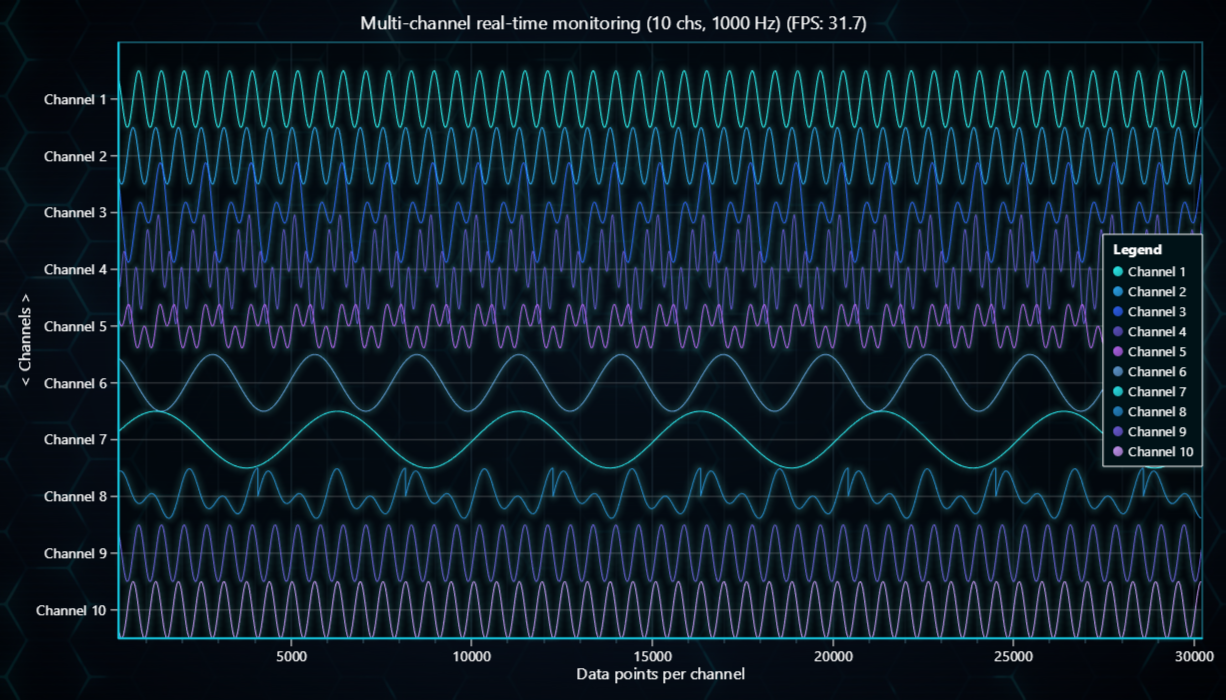 Multi-channel real-time monitoring (10 chs, 1000 Hz) (FPS: 31.7)
< Channels >
Channel 1
Channel 2
Channel 3
Channel 4
Channel 5
Channel 6
Channel 7
Channel 8
Channel 9
Channel 10
Legend
Channel 1
Channel 2
Channel 3
Channel 4
Channel 5
Channel 6
Channel 7
Channel 8
Channel 9
Channel 10
5000 10000 15000 20000 25000 30000
Data points per channel